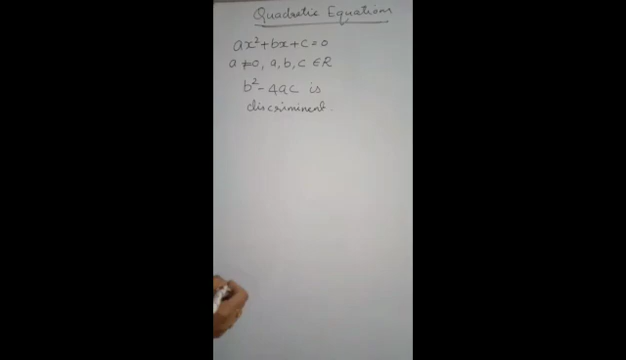 Quadratic Equations
ax²+bx+c=0
a ≠0, a, b, c ∈R
b²-4ac is
discriminent.